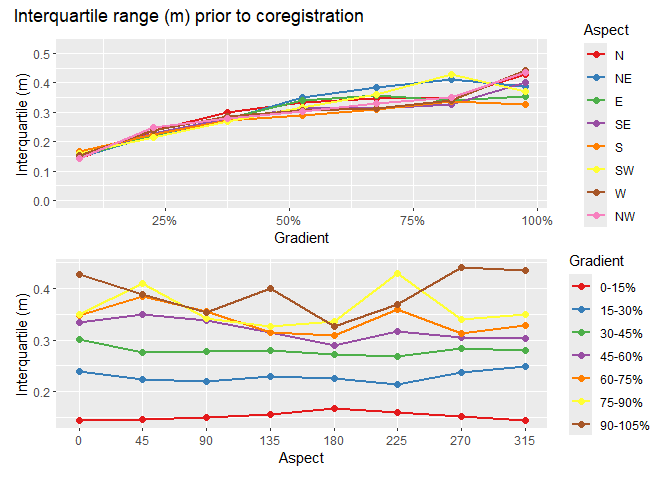 Interquartile range (m) prior to coregistration
Interquartile (m)
0.5
0.4
0.3
0.2
0.1
0.0
25%
50%
75%
100%
Gradient
Aspect
N
NE
E
SE
S
SW
W
NW
Interquartile (m)
0.4
0.3
0.2
0
45
90
135
180
225
270
315
Aspect
Gradient
0-15%
15-30%
30-45%
45-60%
60-75%
75-90%
90-105%